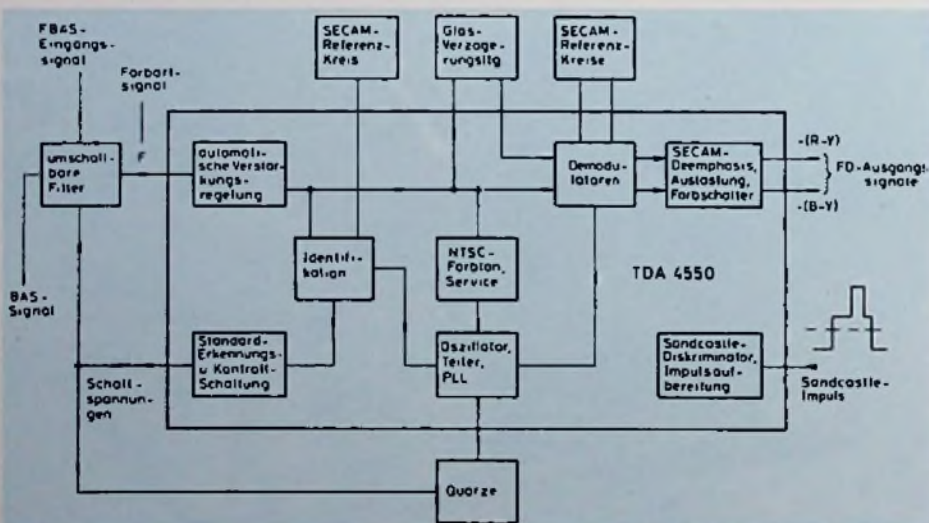 FBAS-
Eingangs-
signal
Farbart-
signal
F
SECAM-
Referenz-
Kreis
Glas-
Verzöge-
rungsltg
SECAM-
Referenz-
Kreise
umschalt-
bare
Filter
automati-
sche Verstär-
kungs-
regelung
Demodu-
latoren
SECAM-
Deemphasis,
Austastung,
Farbschalter
-(R-Y)
FD-Ausgangs-
signale
-(B-Y)
Identifi-
kation
NTSC-
Farbton,
Service
TDA 4550
BAS-
Signal
Standard-
Erkennungs-
u Kontroll-
Schaltung
Oszillator,
Teiler,
PLL
Sandcastle-
Diskriminator,
Impulsauf-
bereitung
Sandcastle-
Impuls
Schalt-
spannungen
Quarze